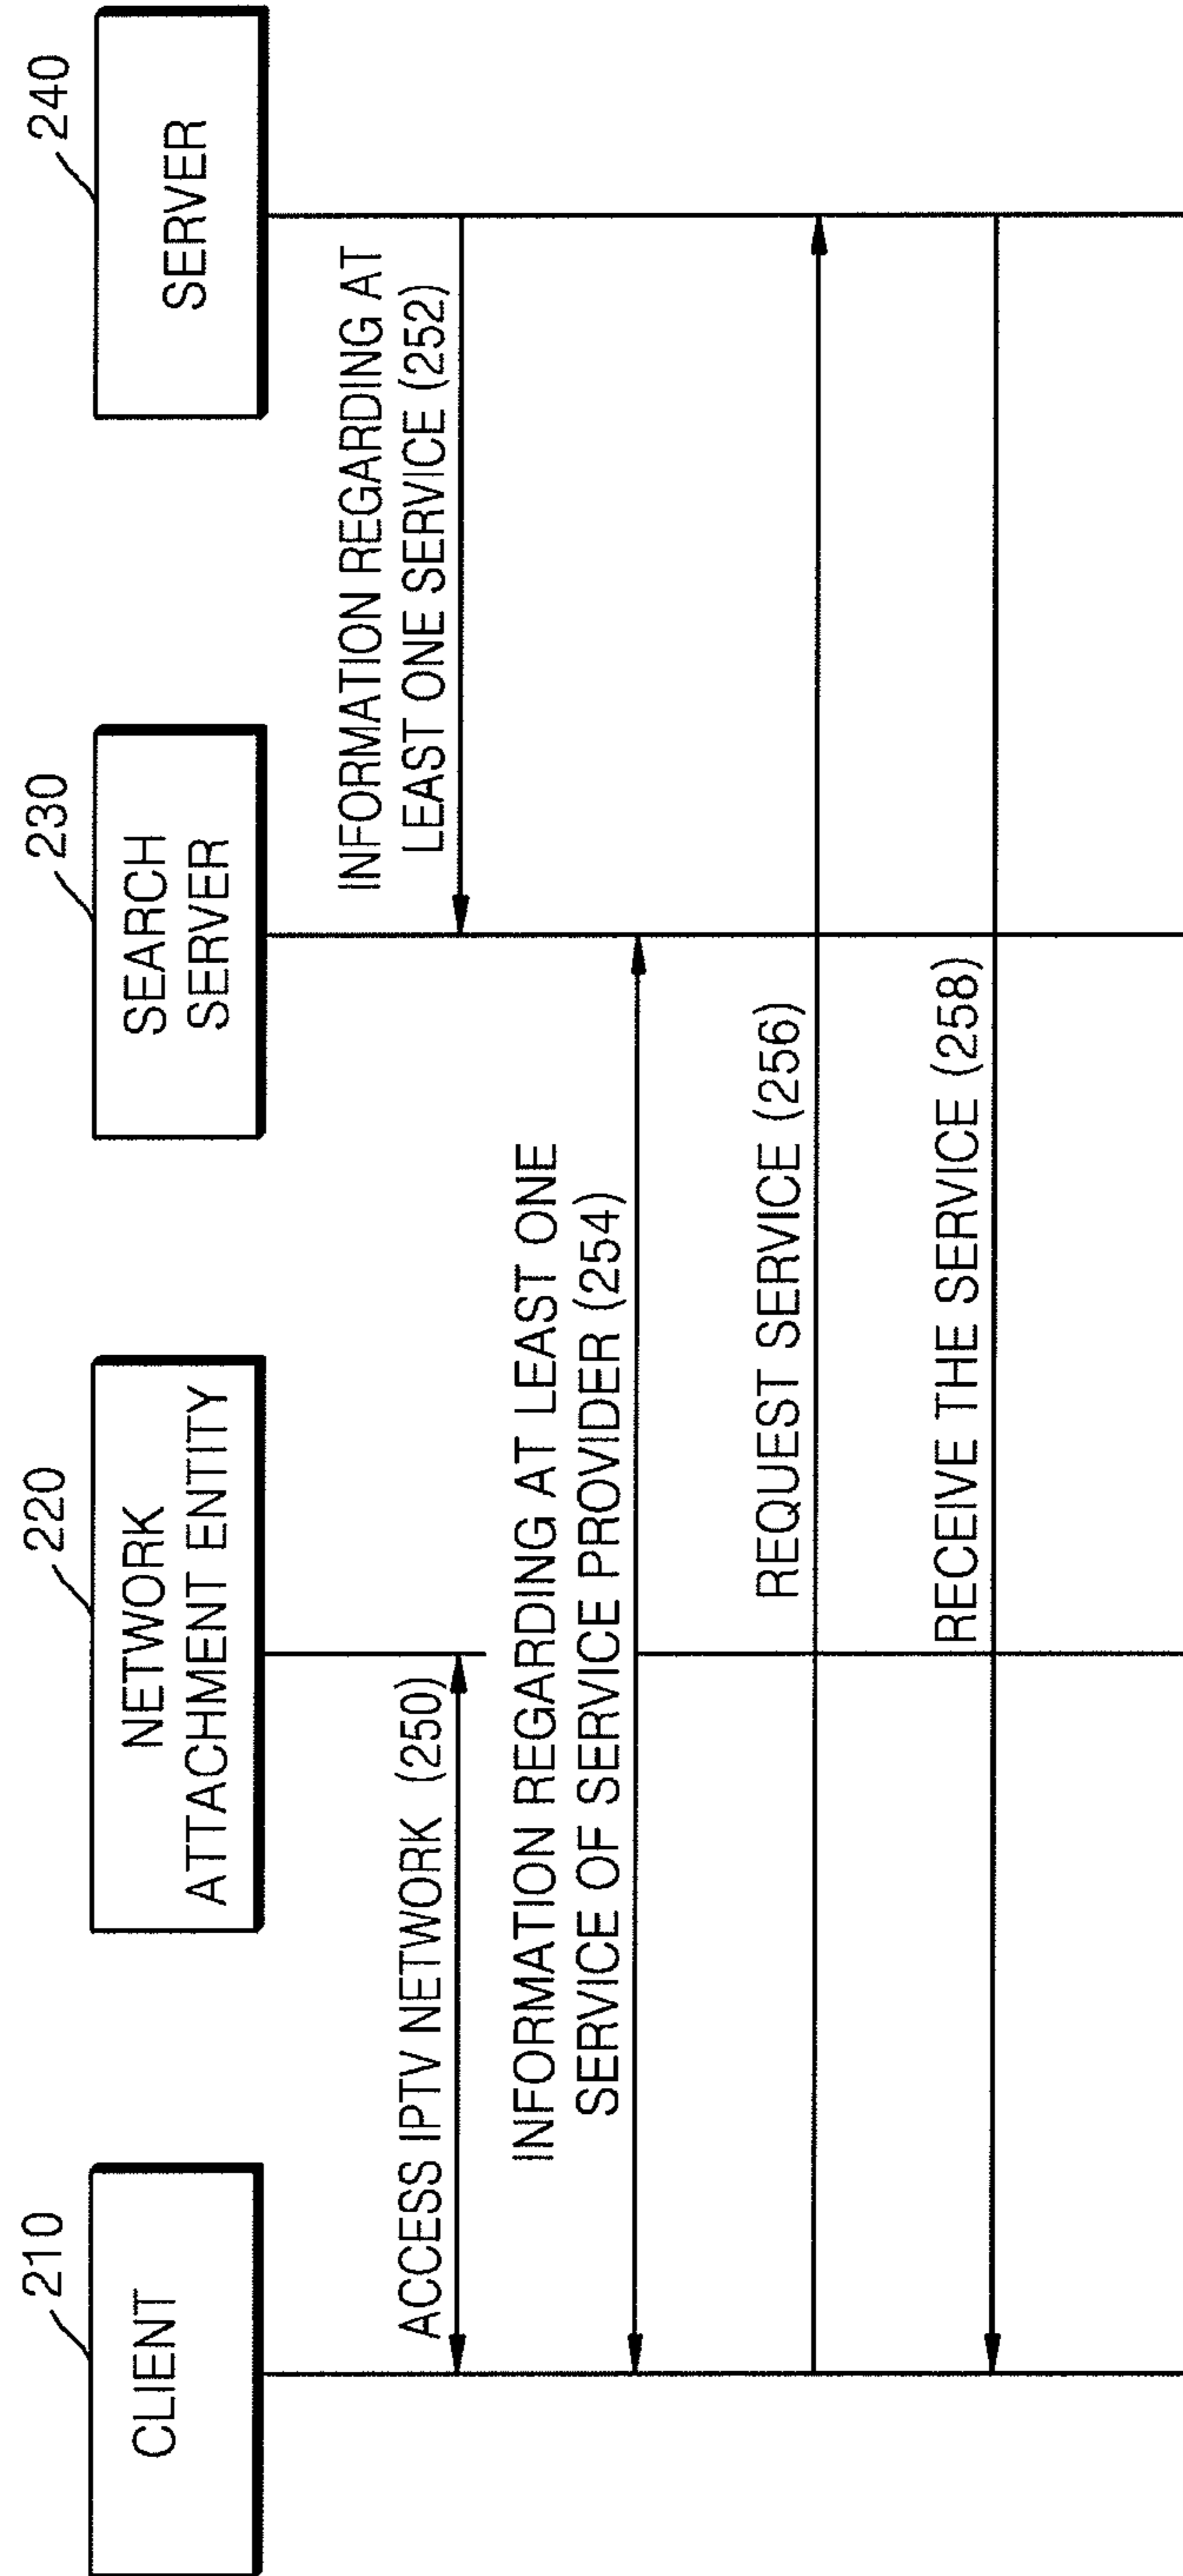 210
220
230
240
CLIENT
NETWORK
ATTACHMENT ENTITY
SEARCH
SERVER
SERVER
ACCESS IPTV NETWORK (250)
INFORMATION REGARDING AT
LEAST ONE SERVICE (252)
INFORMATION REGARDING AT LEAST ONE
SERVICE OF SERVICE PROVIDER (254)
REQUEST SERVICE (256)
RECEIVE THE SERVICE (258)